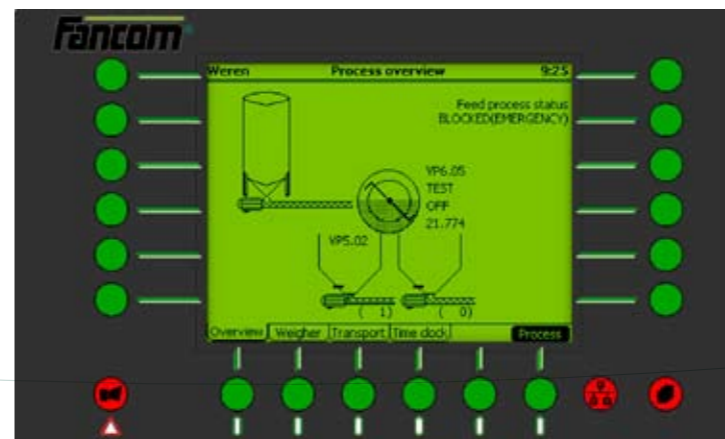 Fancom
Weren Process overview 9:25
Feed process status
BLOCKED(EMERGENCY)
VP6.05
TEST
OFF
21.774
VP5.02
( 1) ( 0)
Overview Weigher Transport Time clock Process